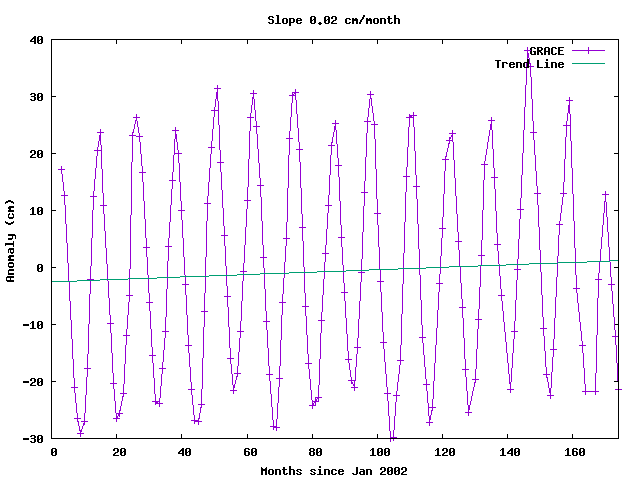 Slope 0.02 cm/month
GRACE
Trend Line
Anomaly (cm)
40
30
20
10
0
-10
-20
-30
0 20 40 60 80 100 120 140 160
Months since Jan 2002